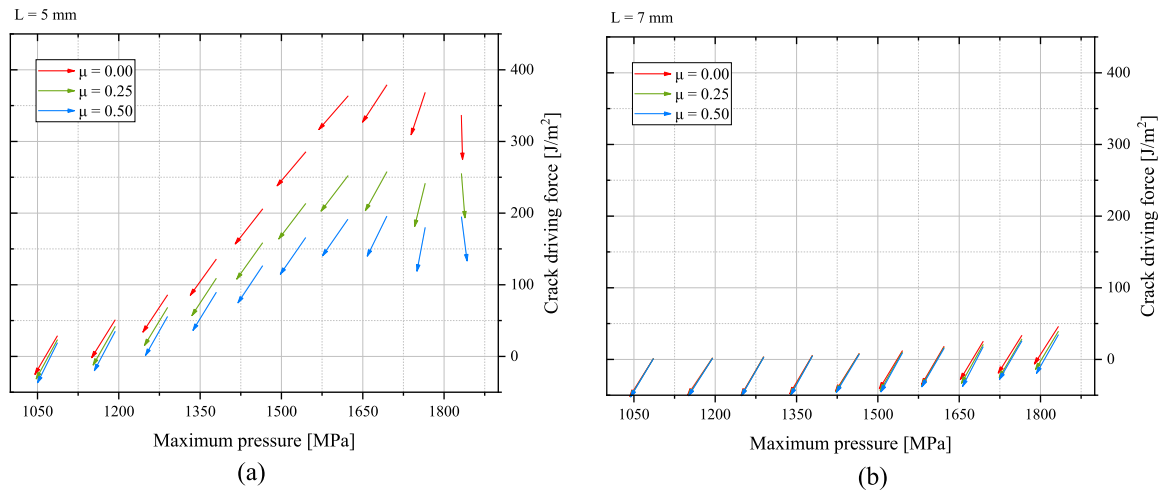 L = 5 mm
μ = 0.00
μ = 0.25
μ = 0.50
400
300
200
100
0
Crack driving force [J/m²]
1050 1200 1350 1500 1650 1800
Maximum pressure [MPa]
(a)
L = 7 mm
μ = 0.00
μ = 0.25
μ = 0.50
400
300
200
100
0
Crack driving force [J/m²]
1050 1200 1350 1500 1650 1800
Maximum pressure [MPa]
(b)